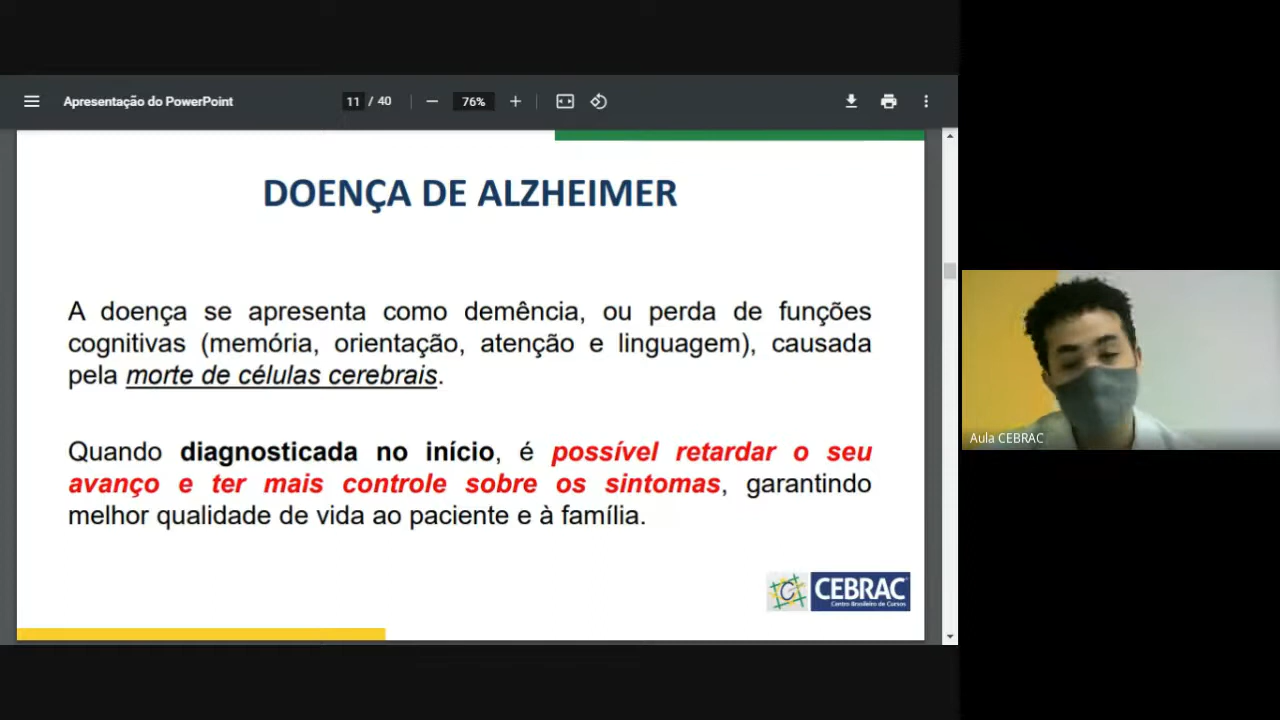 Apresentação do PowerPoint
11 / 40
76%
DOENÇA DE ALZHEIMER
A doença se apresenta como demência, ou perda de funções
cognitivas (memória, orientação, atenção e linguagem), causada
pela morte de células cerebrais.
Quando diagnosticada no início, é possível retardar o seu
avanço e ter mais controle sobre os sintomas, garantindo
melhor qualidade de vida ao paciente e à família.
CEBRAC
Centro Brasileiro de Cursos
Aula CEBRAC